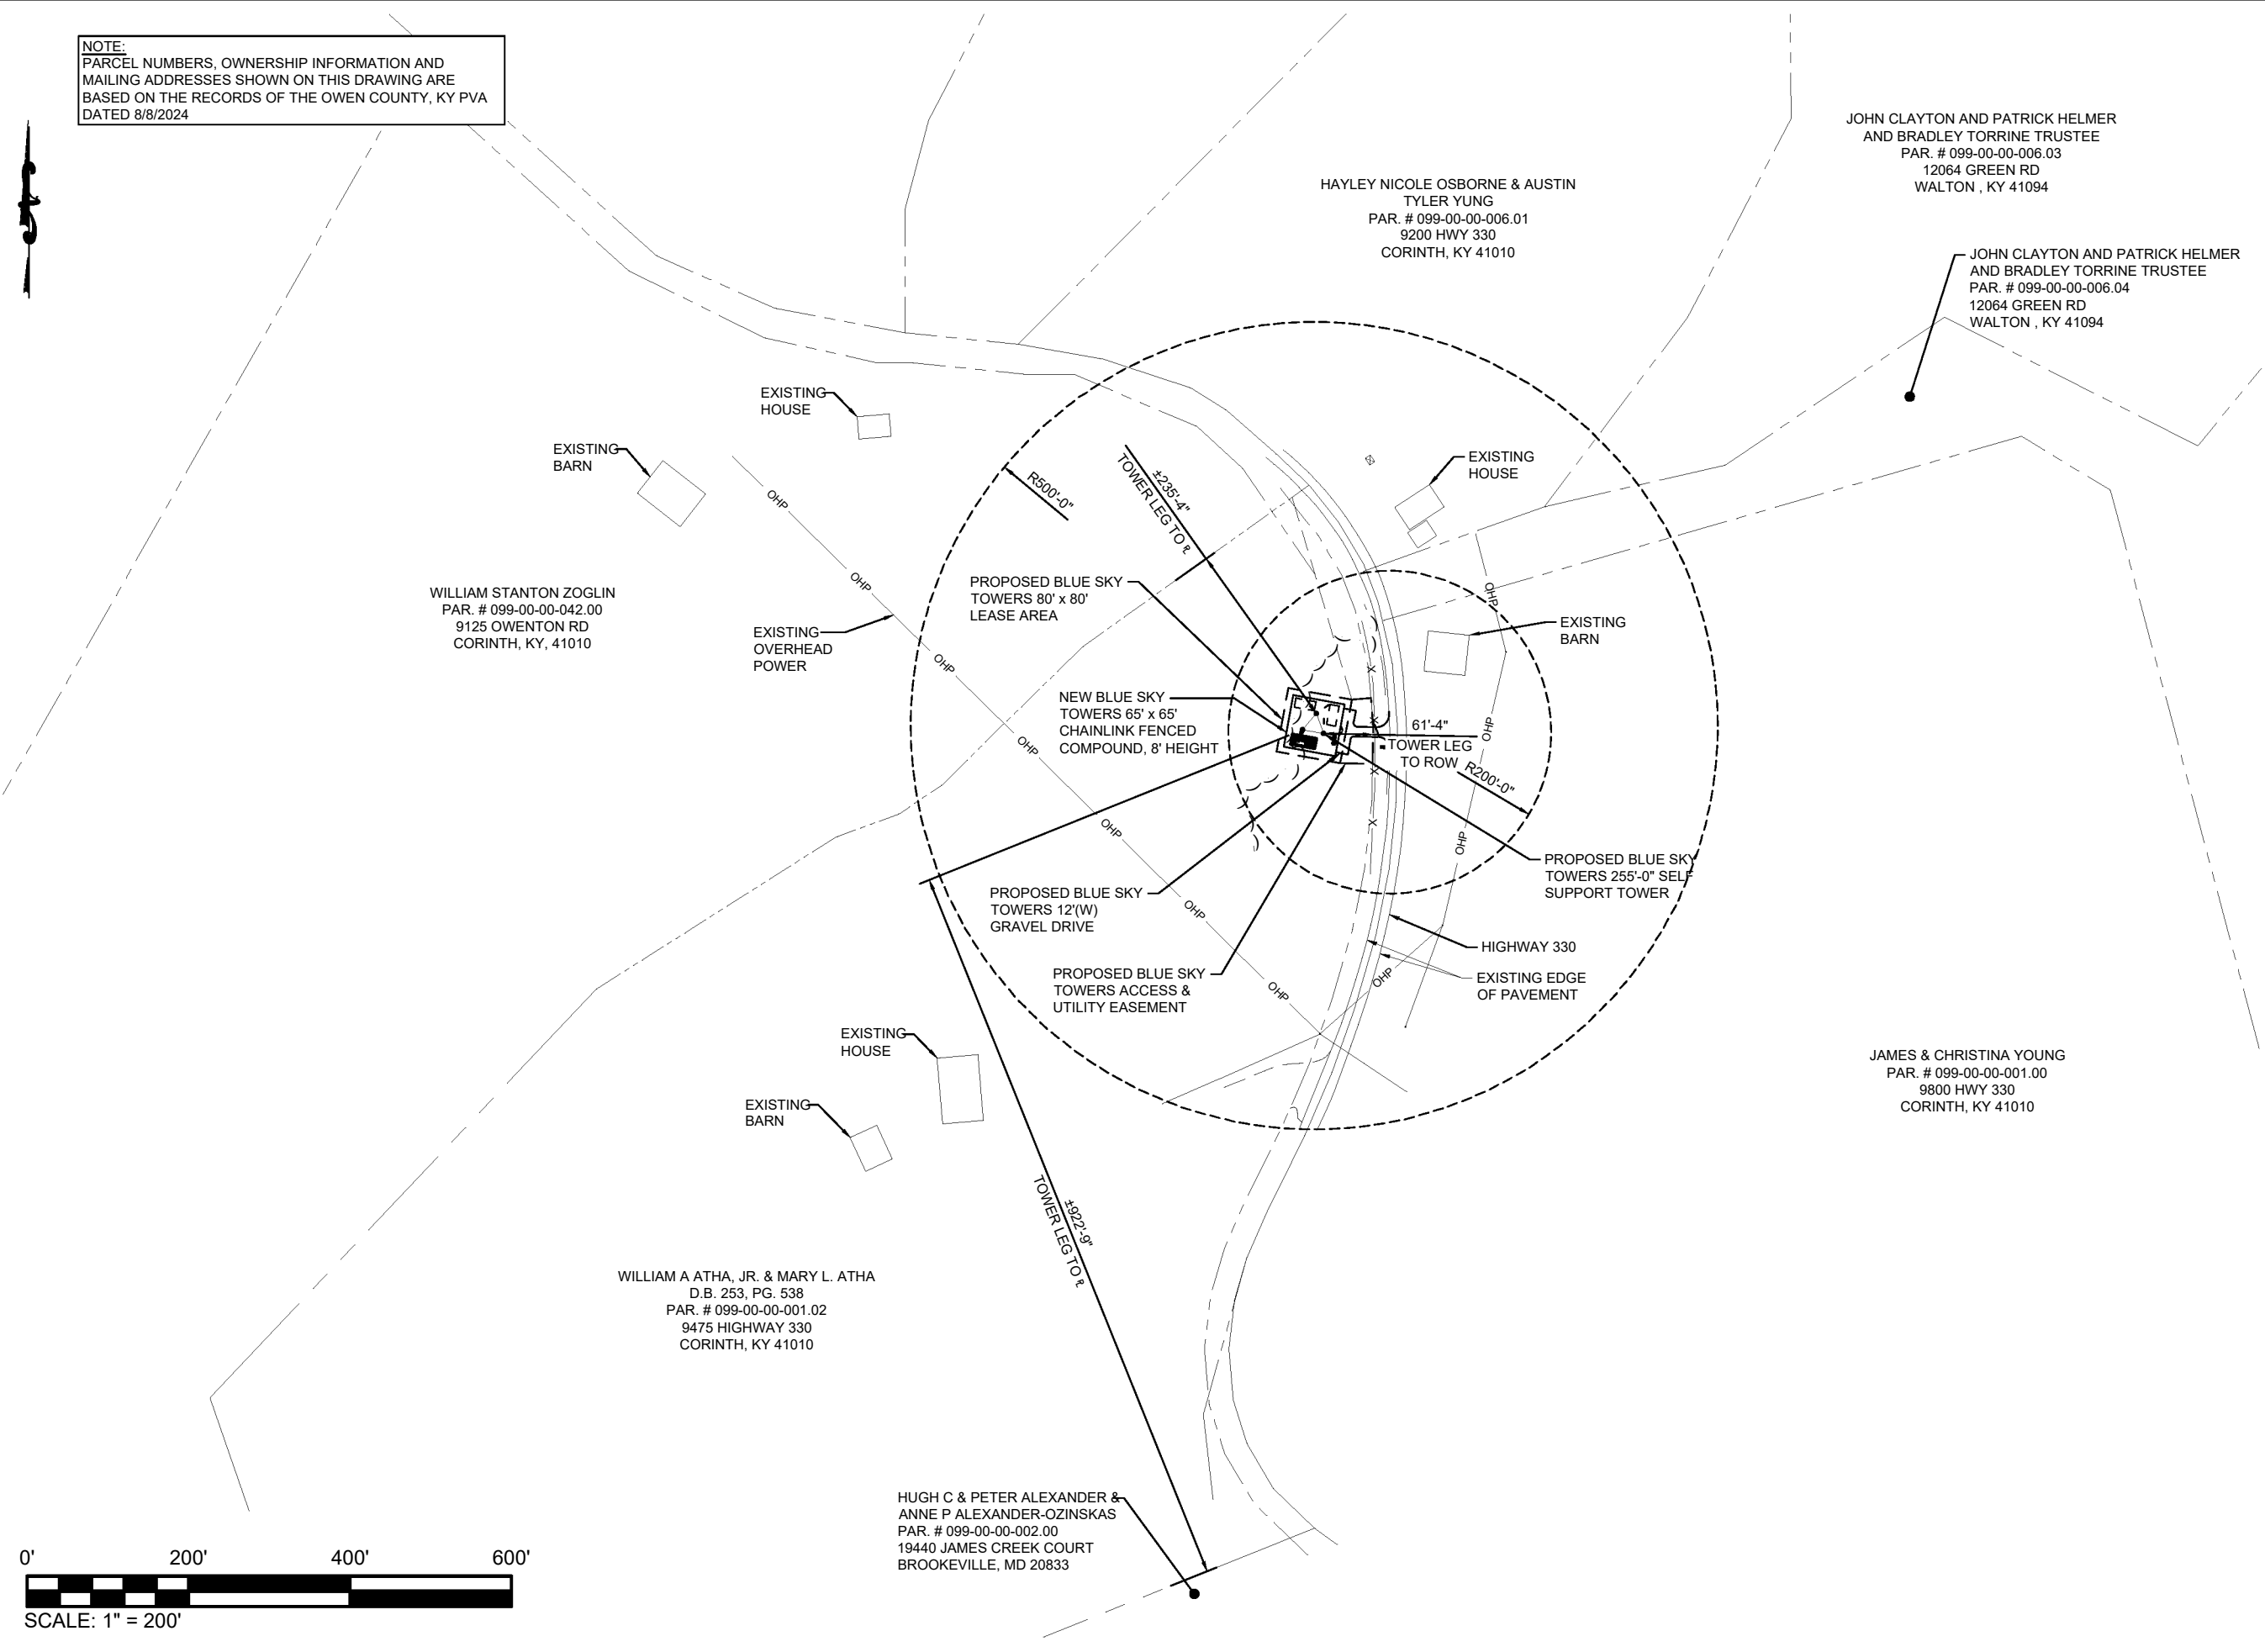 NOTE:
PARCEL NUMBERS, OWNERSHIP INFORMATION AND
MAILING ADDRESSES SHOWN ON THIS DRAWING ARE
BASED ON THE RECORDS OF THE OWEN COUNTY, KY PVA
DATED 8/8/2024
JOHN CLAYTON AND PATRICK HELMER
AND BRADLEY TORRINE TRUSTEE
PAR. # 099-00-00-006.03
12064 GREEN RD
WALTON , KY 41094
HAYLEY NICOLE OSBORNE & AUSTIN
TYLER YUNG
PAR. # 099-00-00-006.01
9200 HWY 330
CORINTH, KY 41010
JOHN CLAYTON AND PATRICK HELMER
AND BRADLEY TORRINE TRUSTEE
PAR. # 099-00-00-006.04
12064 GREEN RD
WALTON , KY 41094
EXISTING
HOUSE
EXISTING
BARN
OHP
R500'-0"
±235'-4"
TOWER LEG TO ℄
EXISTING
HOUSE
OHP
PROPOSED BLUE SKY
TOWERS 80' x 80'
LEASE AREA
OHP
WILLIAM STANTON ZOGLIN
PAR. # 099-00-00-042.00
9125 OWENTON RD
CORINTH, KY, 41010
EXISTING
OVERHEAD
POWER
EXISTING
BARN
OHP
X
NEW BLUE SKY
TOWERS 65' x 65'
CHAINLINK FENCED
COMPOUND, 8' HEIGHT
OHP
X
61'-4"
TOWER LEG
TO ROW
OHP
X
R200'-0"
X
OHP
OHP
PROPOSED BLUE SKY
TOWERS 255'-0" SELF
SUPPORT TOWER
PROPOSED BLUE SKY
TOWERS 12'(W)
GRAVEL DRIVE
OHP
HIGHWAY 330
PROPOSED BLUE SKY
TOWERS ACCESS &
UTILITY EASEMENT
OHP
OHP
EXISTING EDGE
OF PAVEMENT
EXISTING
HOUSE
EXISTING
BARN
JAMES & CHRISTINA YOUNG
PAR. # 099-00-00-001.00
9800 HWY 330
CORINTH, KY 41010
±922'-9"
TOWER LEG TO ℄
WILLIAM A ATHA, JR. & MARY L. ATHA
D.B. 253, PG. 538
PAR. # 099-00-00-001.02
9475 HIGHWAY 330
CORINTH, KY 41010
HUGH C & PETER ALEXANDER &
ANNE P ALEXANDER-OZINSKAS
PAR. # 099-00-00-002.00
19440 JAMES CREEK COURT
BROOKEVILLE, MD 20833
0' 200' 400' 600'
SCALE: 1" = 200'